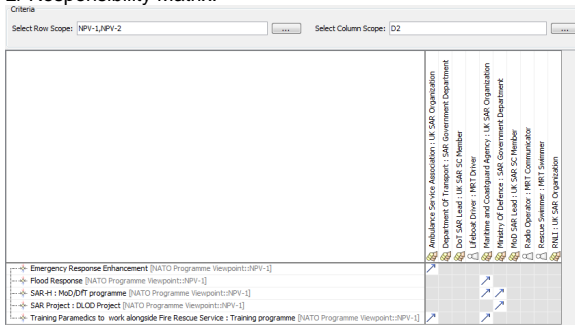 2. Responsibility Matrix.
Criteria
Select Row Scope: NPV-1,NPV-2 ... Select Column Scope: D2 ...
Ambulance Service Association : UK SAR Organization
Department Of Transport : SAR Government Department
DoT SAR Lead : UK SAR SC Member
Lifeboat Driver : MRT Driver
Maritime and Coastguard Agency : UK SAR Organization
Ministry Of Defence : SAR Government Department
MoD SAR Lead : UK SAR SC Member
Radio Operator : MRT Communicator
Rescue Swimmer : MRT Swimmer
RNLI : UK SAR Organization
Emergency Response Enhancement [NATO Programme Viewpoint::NPV-1]
Flood Response [NATO Programme Viewpoint::NPV-1]
SAR-H : MoD/DfT programme [NATO Programme Viewpoint::NPV-1]
SAR Project : DLOD Project [NATO Programme Viewpoint::NPV-1]
Training Paramedics to work alongside Fire Rescue Service : Training programme [NATO Programme Viewpoint::NPV-1]